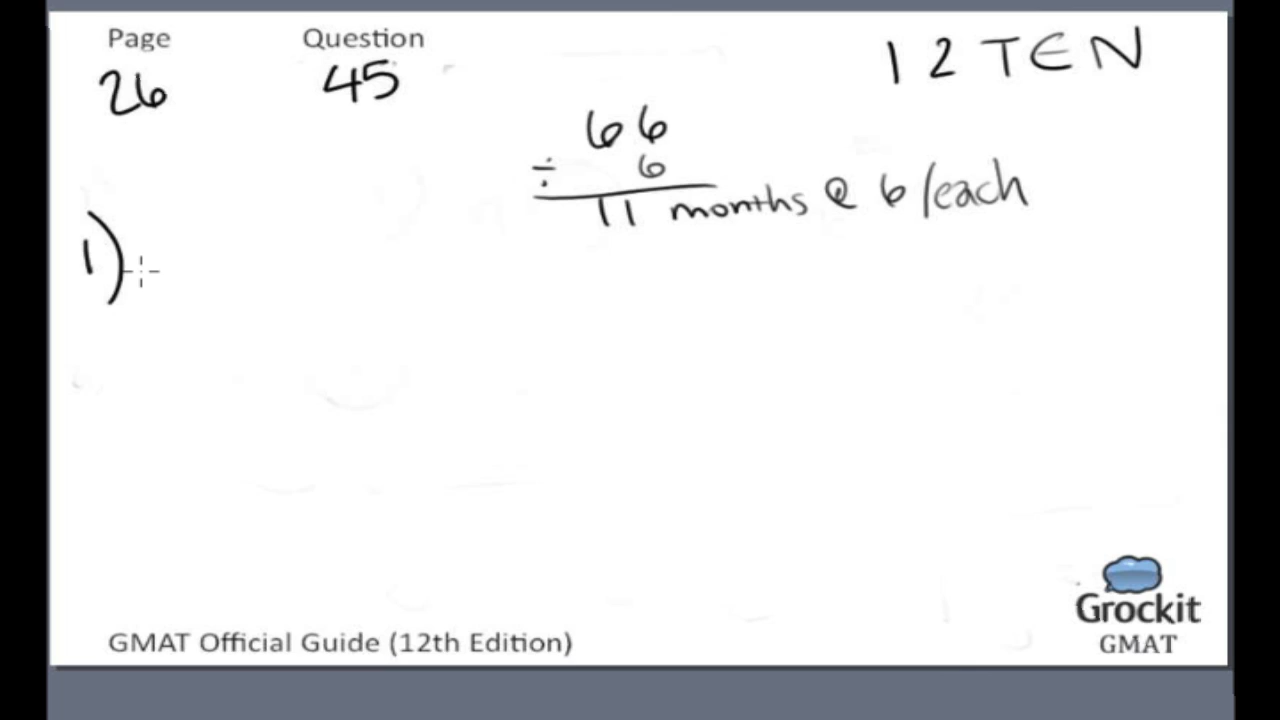 Page Question
26 45
12TEN
66
÷ 6
11 months @ 6/each
1)
Grockit
GMAT
GMAT Official Guide (12th Edition)